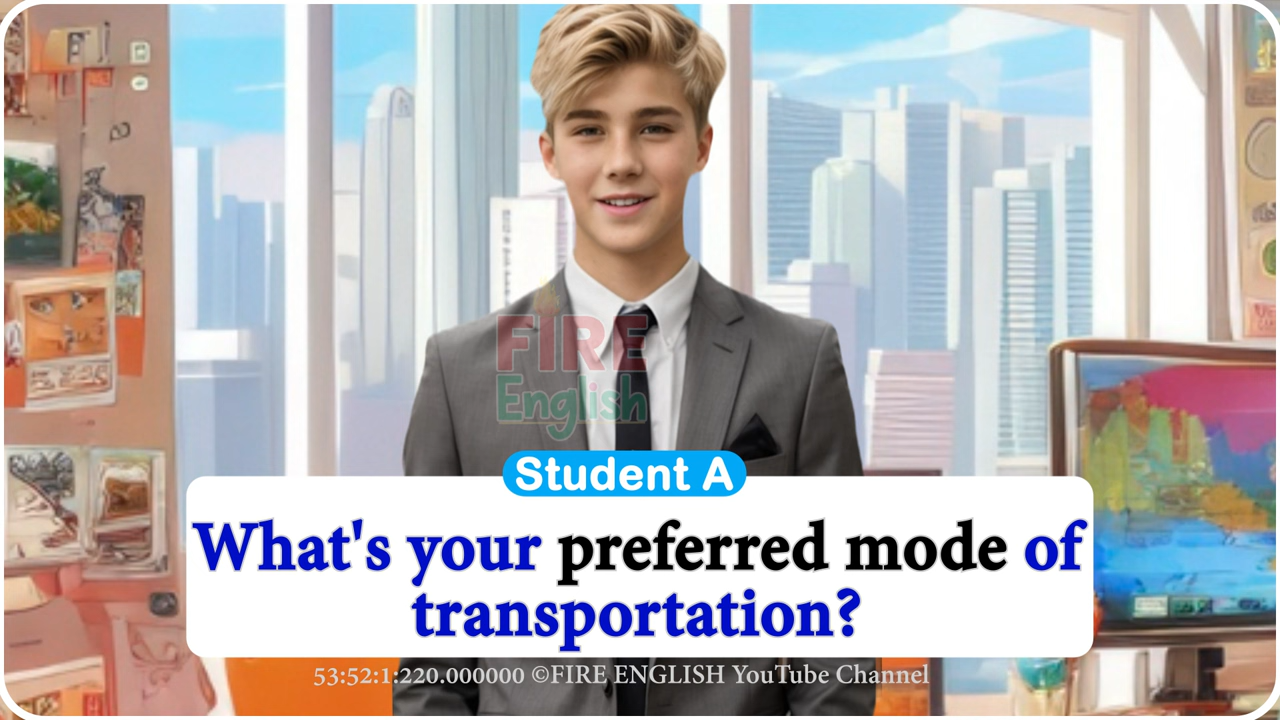 FIRE
English
Student A
What's your preferred mode of
transportation?
53:52:1:220.000000 ©FIRE ENGLISH YouTube Channel